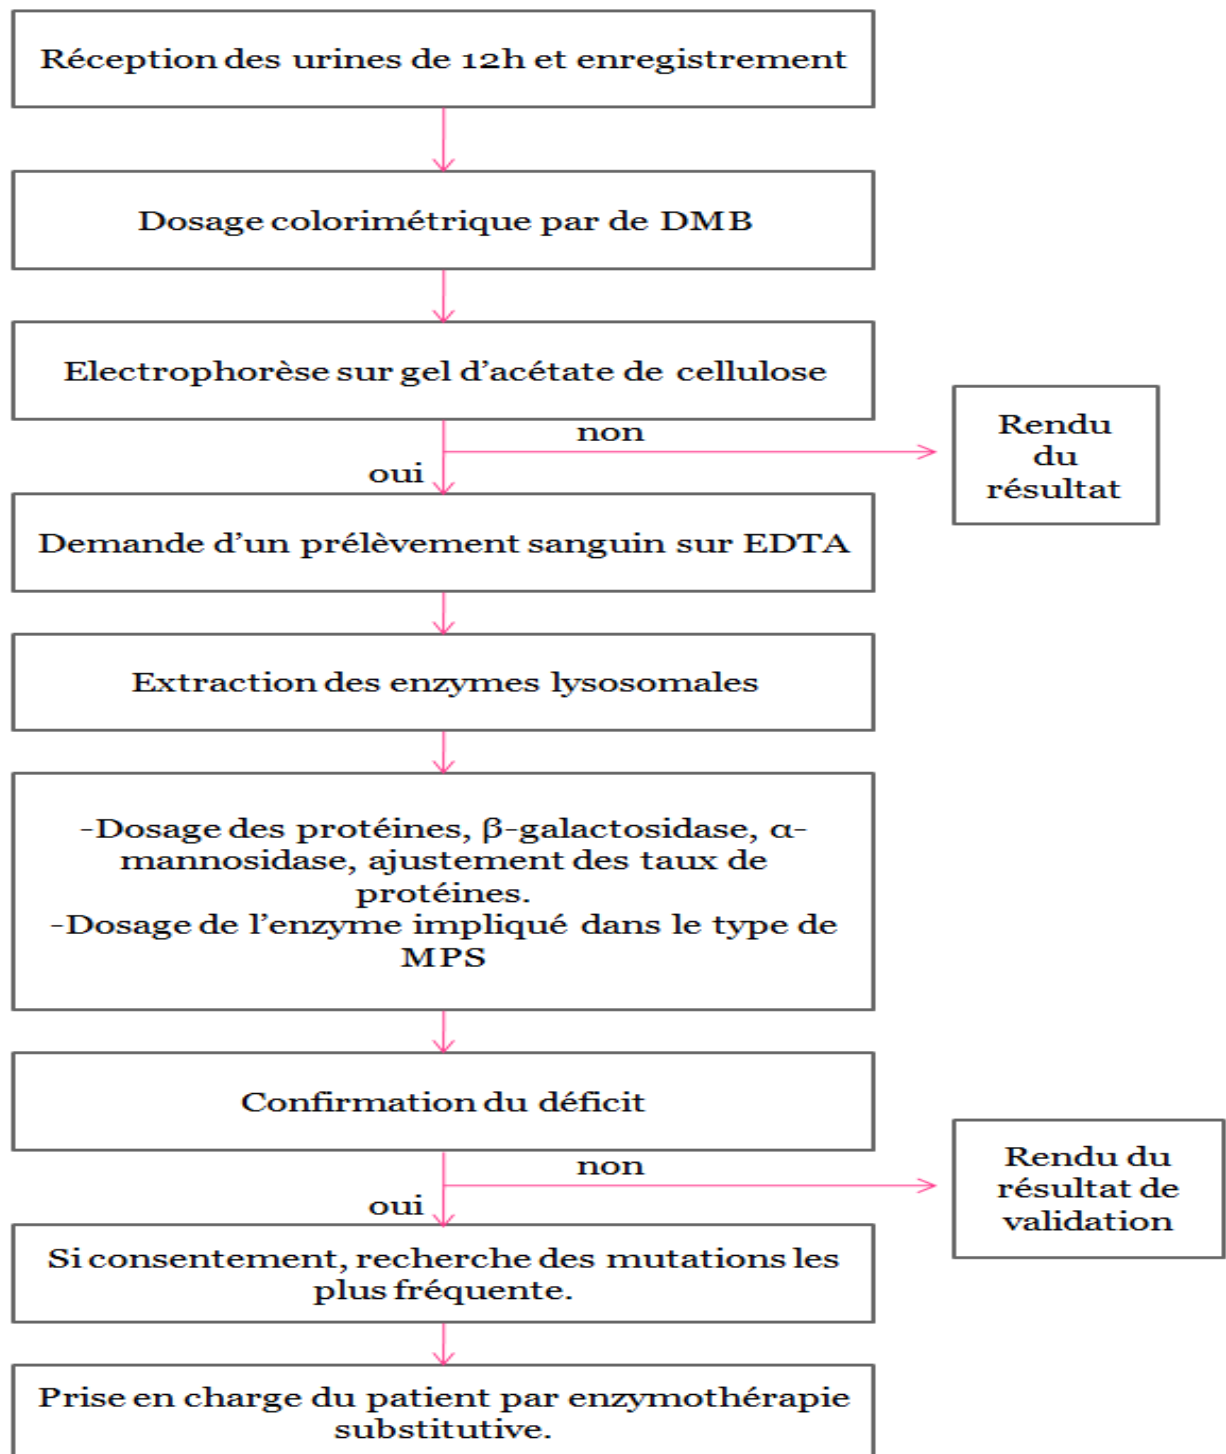 Réception des urines de 12h et enregistrement
Dosage colorimétrique par de DMB
Electrophorèse sur gel d’acétate de cellulose
non
Rendu
du
résultat
oui
Demande d’un prélèvement sanguin sur EDTA
Extraction des enzymes lysosomales
-Dosage des protéines, β-galactosidase, α-
mannosidase, ajustement des taux de
protéines.
-Dosage de l’enzyme impliqué dans le type de
MPS
Confirmation du déficit
non
Rendu du
résultat de
validation
oui
Si consentement, recherche des mutations les
plus fréquente.
Prise en charge du patient par enzymothérapie
substitutive.